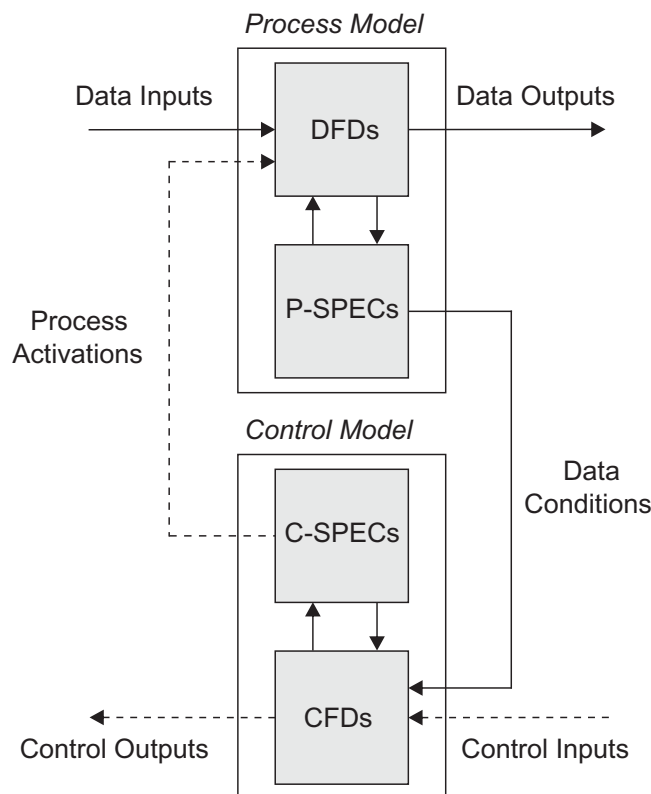 Process Model
Data Inputs
Data Outputs
DFDs
P-SPECs
Process
Activations
Control Model
Data
Conditions
C-SPECs
CFDs
Control Outputs
Control Inputs